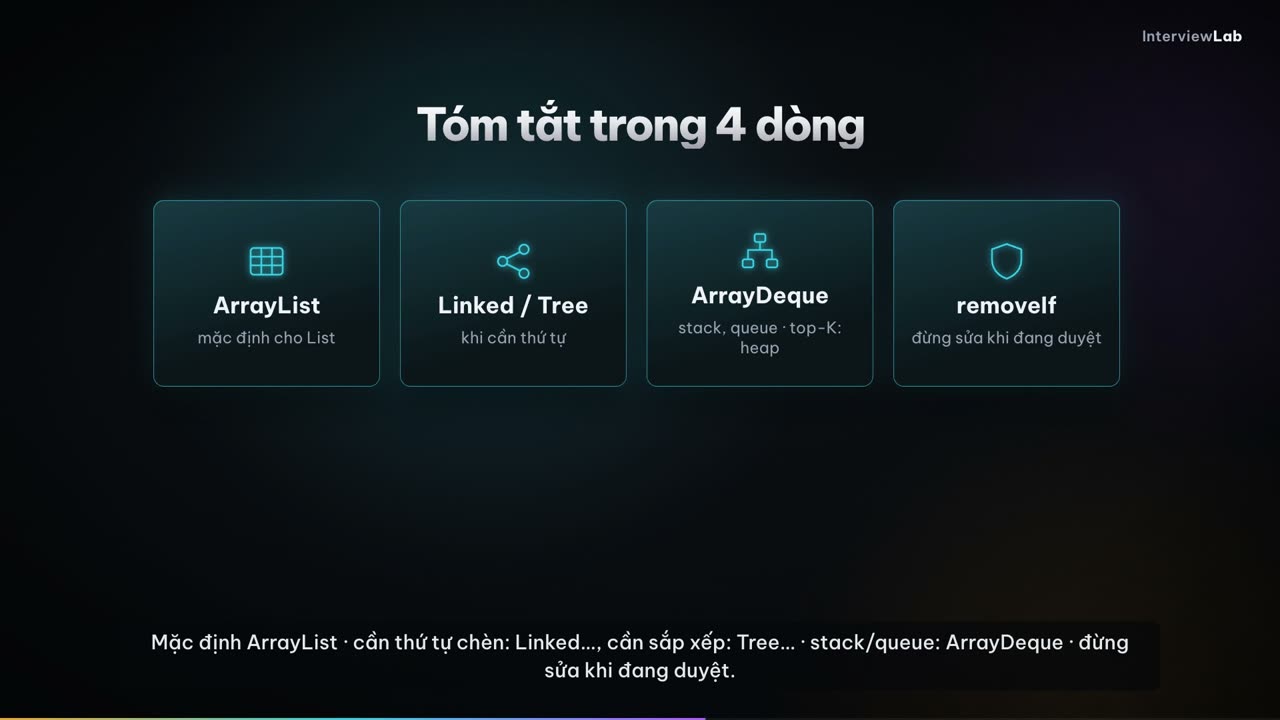 InterviewLab
Tóm tắt trong 4 dòng
ArrayList
mặc định cho List
Linked / Tree
khi cần thứ tự
ArrayDeque
stack, queue · top-K:
heap
removeIf
đừng sửa khi đang duyệt
Mặc định ArrayList · cần thứ tự chèn: Linked…, cần sắp xếp: Tree… · stack/queue: ArrayDeque · đừng
sửa khi đang duyệt.